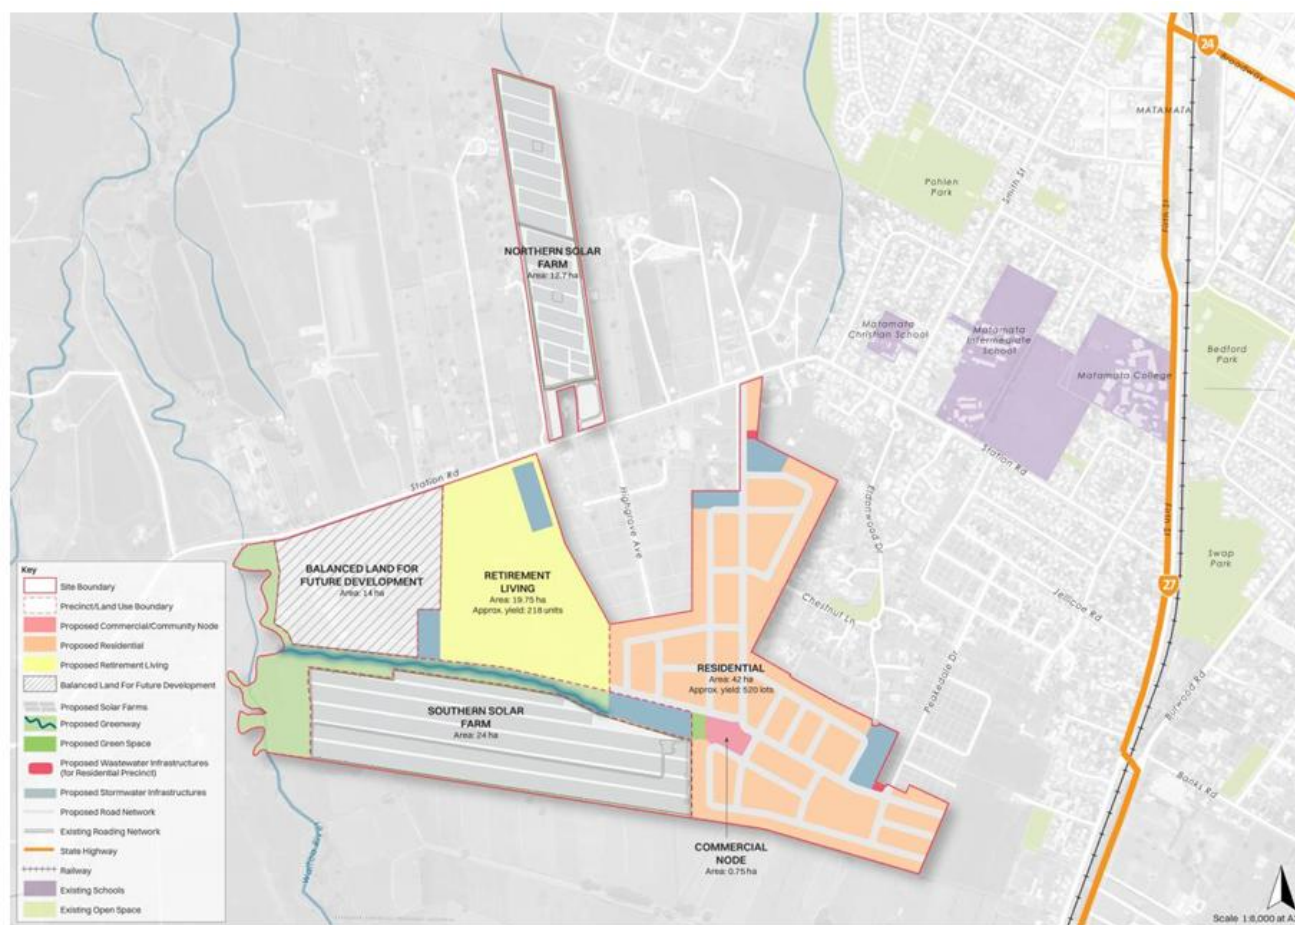 24
Broadway
MATAMATA
Pohlen
Park
Smith St
Firth St
NORTHERN SOLAR
FARM
Area: 12.7 ha
Matamata
Christian School
Matamata
Intermediate
School
Matamata College
Bedford
Park
Station Rd
Station Rd
Highgrove Ave
Firth St
Swap
Park
BALANCED LAND FOR
FUTURE DEVELOPMENT
Area: 14 ha
RETIREMENT
LIVING
Area: 19.75 ha
Approx. yield: 218 units
27
Jellicoe Rd
Chestnut Ln
Peakedale Dr
Burwood Rd
RESIDENTIAL
Area: 42 ha
Approx. yield: 520 lots
SOUTHERN SOLAR
FARM
Area: 24 ha
Banks Rd
COMMERCIAL
NODE
Area: 0.75 ha
Key
Site Boundary
Precinct/Land Use Boundary
Proposed Commercial/Community Node
Proposed Residential
Proposed Retirement Living
Balanced Land For Future Development
Proposed Solar Farms
Proposed Greenway
Proposed Green Space
Proposed Wastewater Infrastructures
(for Residential Precinct)
Proposed Stormwater Infrastructures
Proposed Road Network
Existing Roading Network
State Highway
Railway
Existing Schools
Existing Open Space
Scale 1:8,000 at